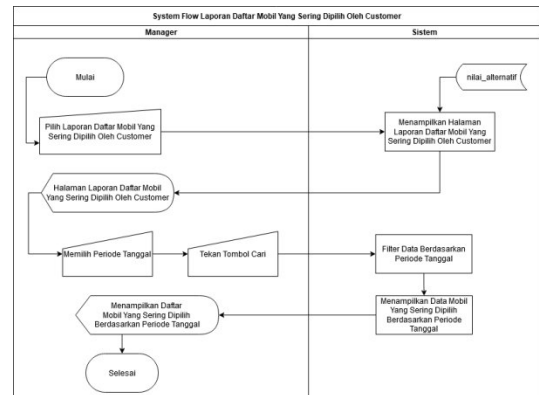 System Flow Laporan Daftar Mobil Yang Sering Dipilih Oleh Customer
Manager
Sistem
Mulai
nilai_alternatif
Pilih Laporan Daftar Mobil Yang
Sering Dipilih Oleh Customer
Menampilkan Halaman
Laporan Daftar Mobil Yang
Sering Dipilih Oleh Customer
Halaman Laporan Daftar Mobil
Yang Sering Dipilih Oleh Customer
Memilih Periode Tanggal
Tekan Tombol Cari
Filter Data Berdasarkan
Periode Tanggal
Menampilkan Daftar
Mobil Yang Sering Dipilih
Berdasarkan Periode Tanggal
Menampilkan Data Mobil
Yang Sering Dipilih
Berdasarkan Periode
Tanggal
Selesai